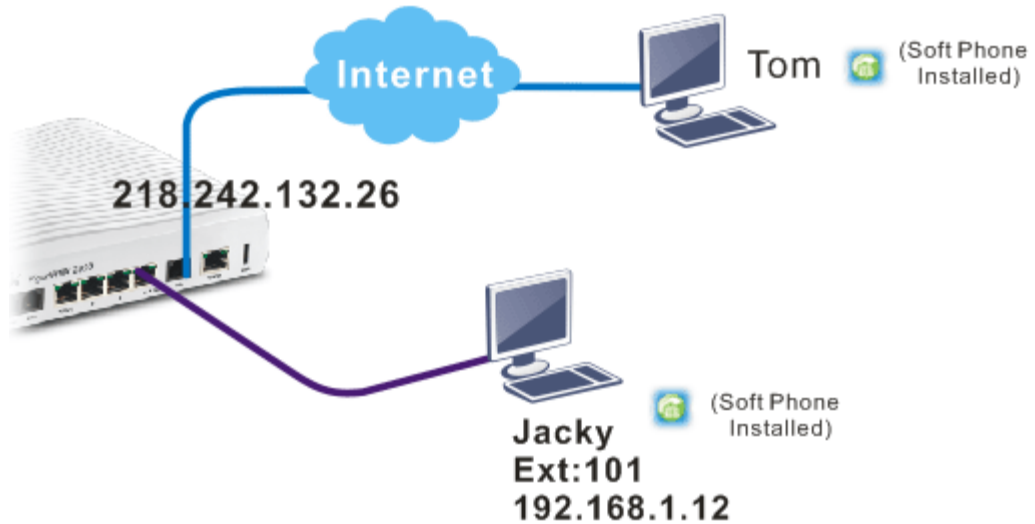 Internet
Tom
(Soft Phone
Installed)
218.242.132.26
(Soft Phone
Installed)
Jacky
Ext:101
192.168.1.12